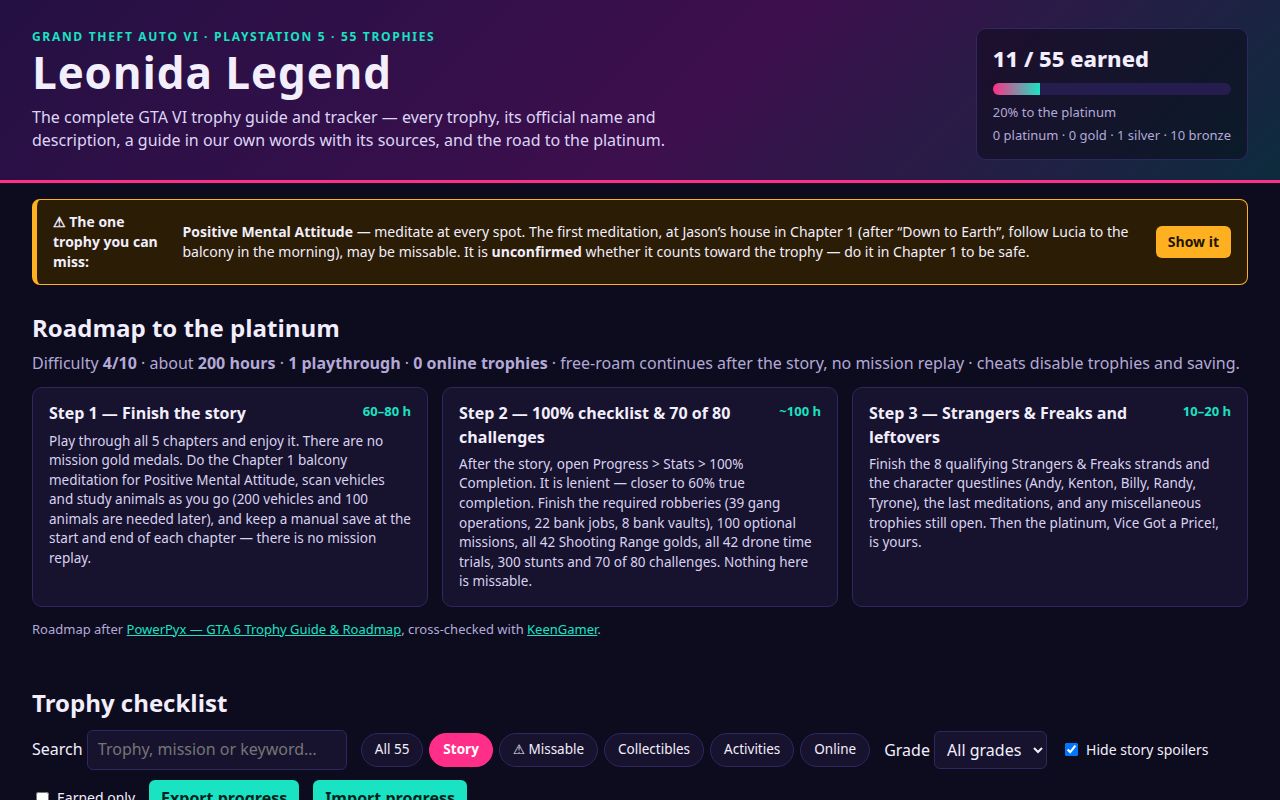 GRAND THEFT AUTO VI · PLAYSTATION 5 · 55 TROPHIES
Leonida Legend
The complete GTA VI trophy guide and tracker — every trophy, its official name and
description, a guide in our own words with its sources, and the road to the platinum.
11 / 55 earned
20% to the platinum
0 platinum · 0 gold · 1 silver · 10 bronze
⚠ The one
trophy you can
miss:
Positive Mental Attitude — meditate at every spot. The first meditation, at Jason’s house in Chapter 1 (after “Down to Earth”, follow Lucia to the
balcony in the morning), may be missable. It is unconfirmed whether it counts toward the trophy — do it in Chapter 1 to be safe.
Show it
Roadmap to the platinum
Difficulty 4/10 · about 200 hours · 1 playthrough · 0 online trophies · free-roam continues after the story, no mission replay · cheats disable trophies and saving.
Step 1 — Finish the story
60–80 h
Play through all 5 chapters and enjoy it. There are no
mission gold medals. Do the Chapter 1 balcony
meditation for Positive Mental Attitude, scan vehicles
and study animals as you go (200 vehicles and 100
animals are needed later), and keep a manual save at the
start and end of each chapter — there is no mission
replay.
Step 2 — 100% checklist & 70 of 80
challenges
~100 h
After the story, open Progress > Stats > 100%
Completion. It is lenient — closer to 60% true
completion. Finish the required robberies (39 gang
operations, 22 bank jobs, 8 bank vaults), 100 optional
missions, all 42 Shooting Range golds, all 42 drone time
trials, 300 stunts and 70 of 80 challenges. Nothing here
is missable.
Step 3 — Strangers & Freaks and
leftovers
10–20 h
Finish the 8 qualifying Strangers & Freaks strands and
the character questlines (Andy, Kenton, Billy, Randy,
Tyrone), the last meditations, and any miscellaneous
trophies still open. Then the platinum, Vice Got a Price!,
is yours.
Roadmap after PowerPyx — GTA 6 Trophy Guide & Roadmap, cross-checked with KeenGamer.
Trophy checklist
Search Trophy, mission or keyword... All 55 Story ⚠ Missable Collectibles Activities Online Grade All grades Hide story spoilers
Earned only Export progress Import progress